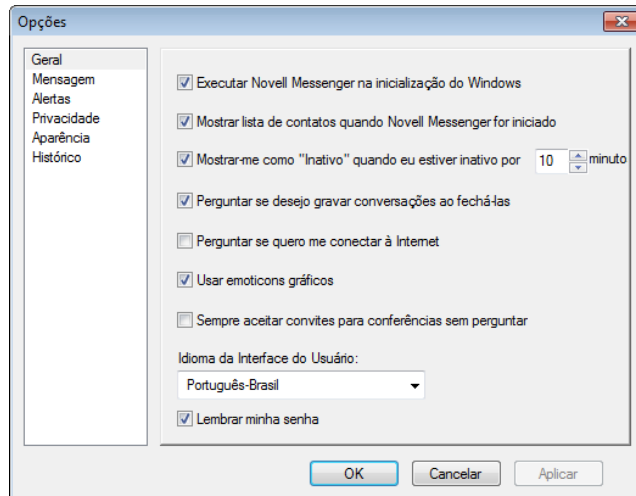 Opções
Geral
Mensagem
Alertas
Privacidade
Aparência
Histórico
Executar Novell Messenger na inicialização do Windows
Mostrar lista de contatos quando Novell Messenger for iniciado
Mostrar-me como "Inativo" quando eu estiver inativo por 10 minuto
Perguntar se desejo gravar conversações ao fechá-las
Perguntar se quero me conectar à Internet
Usar emoticons gráficos
Sempre aceitar convites para conferências sem perguntar
Idioma da Interface do Usuário:
Português-Brasil
Lembrar minha senha
OK Cancelar Aplicar